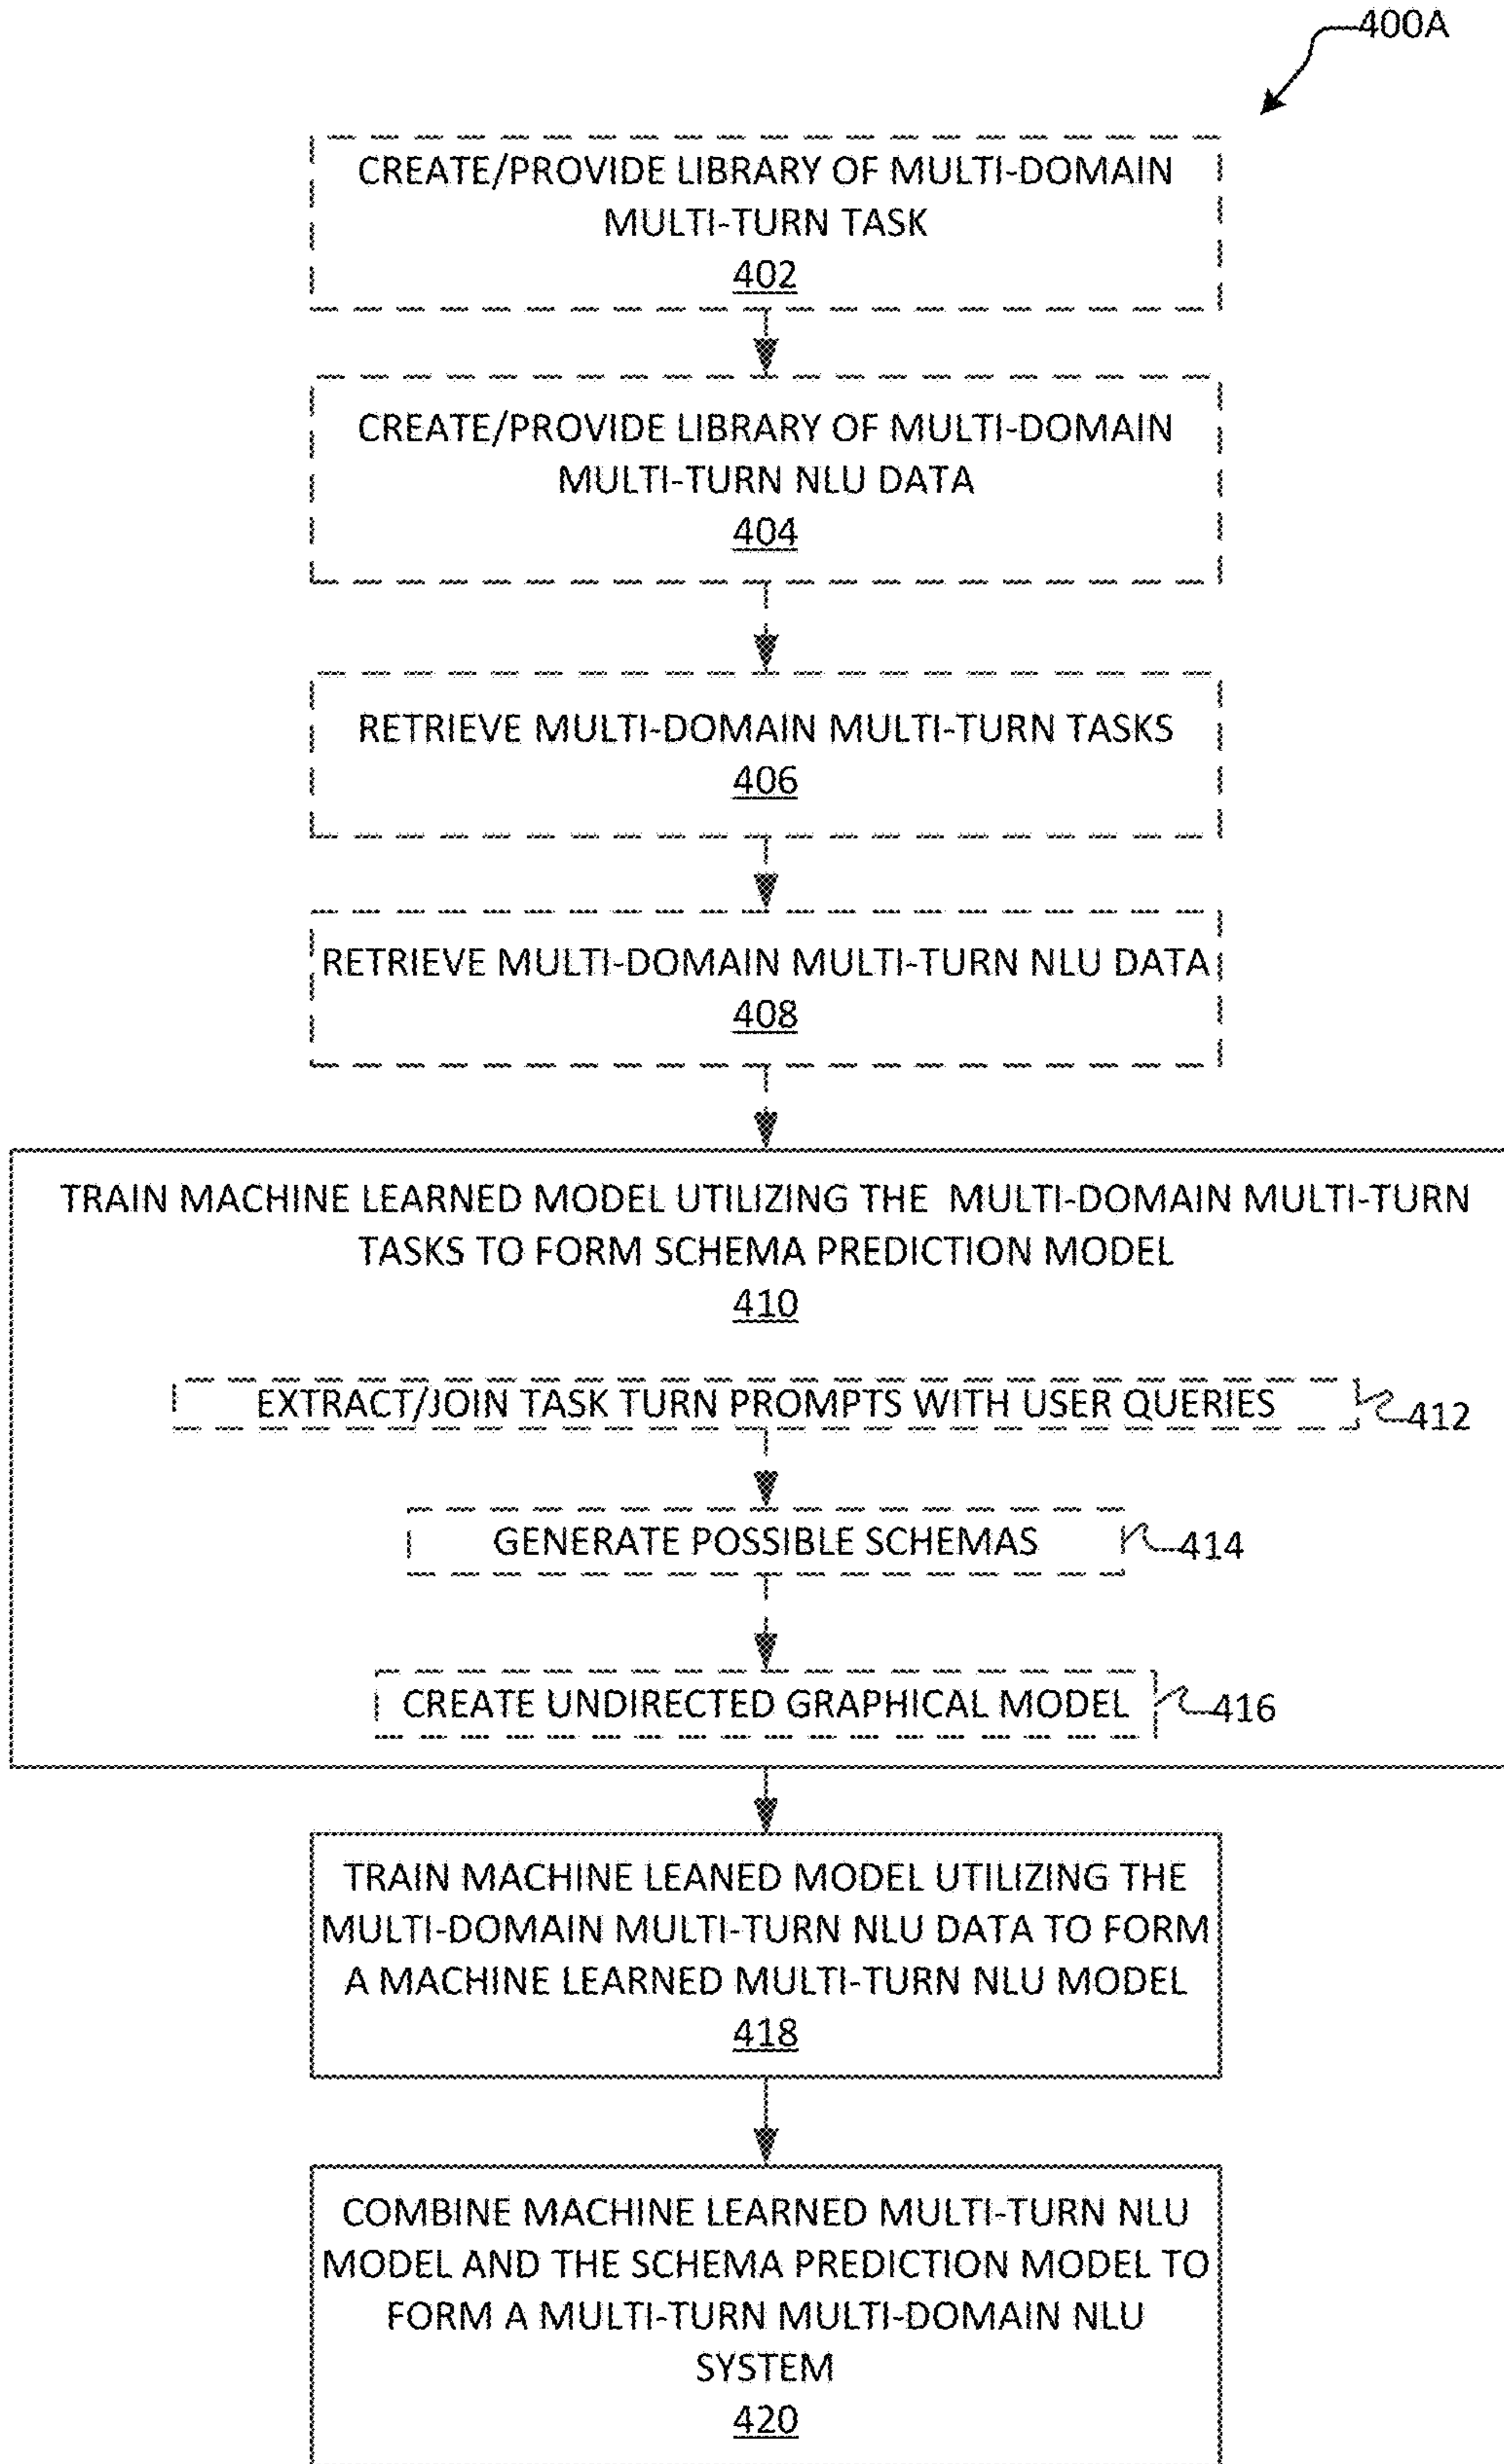 400A
CREATE/PROVIDE LIBRARY OF MULTI-DOMAIN
MULTI-TURN TASK
402
CREATE/PROVIDE LIBRARY OF MULTI-DOMAIN
MULTI-TURN NLU DATA
404
RETRIEVE MULTI-DOMAIN MULTI-TURN TASKS
406
RETRIEVE MULTI-DOMAIN MULTI-TURN NLU DATA
408
TRAIN MACHINE LEARNED MODEL UTILIZING THE MULTI-DOMAIN MULTI-TURN
TASKS TO FORM SCHEMA PREDICTION MODEL
410
EXTRACT/JOIN TASK TURN PROMPTS WITH USER QUERIES
412
GENERATE POSSIBLE SCHEMAS
414
CREATE UNDIRECTED GRAPHICAL MODEL
416
TRAIN MACHINE LEANED MODEL UTILIZING THE
MULTI-DOMAIN MULTI-TURN NLU DATA TO FORM
A MACHINE LEARNED MULTI-TURN NLU MODEL
418
COMBINE MACHINE LEARNED MULTI-TURN NLU
MODEL AND THE SCHEMA PREDICTION MODEL TO
FORM A MULTI-TURN MULTI-DOMAIN NLU
SYSTEM
420